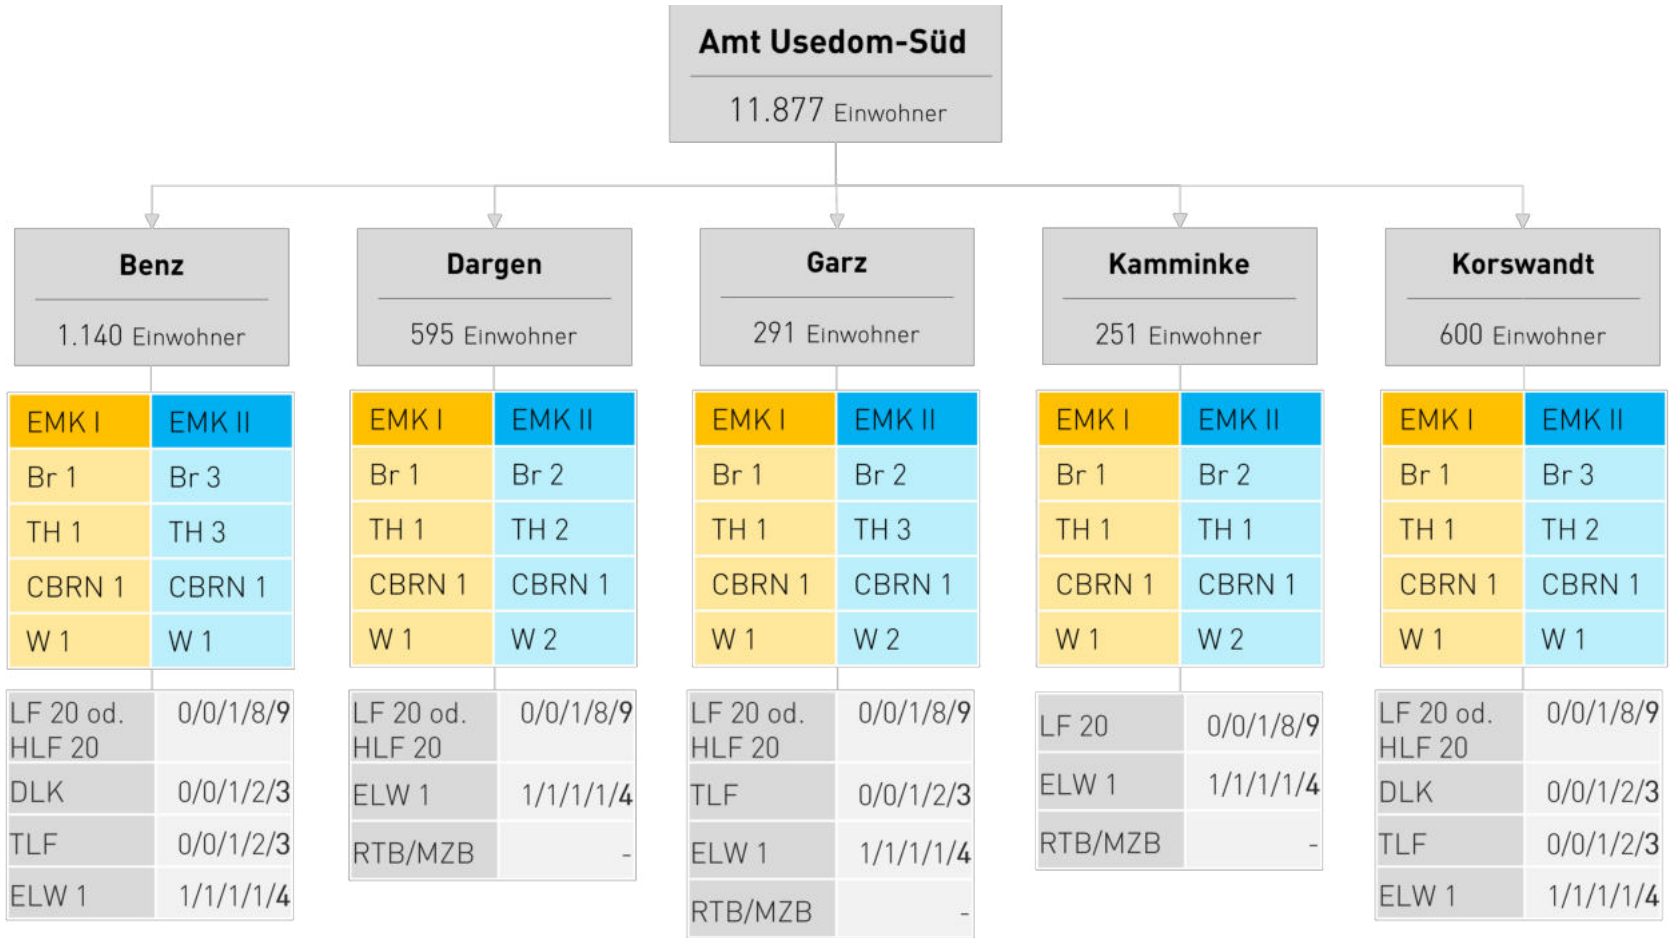 Amt Usedom-Süd
11.877 Einwohner
Benz
1.140 Einwohner
EMK I EMK II
Br 1 Br 3
TH 1 TH 3
CBRN 1 CBRN 1
W 1 W 1
LF 20 od. 0/0/1/8/9
HLF 20
DLK 0/0/1/2/3
TLF 0/0/1/2/3
ELW 1 1/1/1/1/4
Dargen
595 Einwohner
EMK I EMK II
Br 1 Br 2
TH 1 TH 2
CBRN 1 CBRN 1
W 1 W 2
LF 20 od. 0/0/1/8/9
HLF 20
ELW 1 1/1/1/1/4
RTB/MZB -
Garz
291 Einwohner
EMK I EMK II
Br 1 Br 2
TH 1 TH 3
CBRN 1 CBRN 1
W 1 W 2
LF 20 od. 0/0/1/8/9
HLF 20
TLF 0/0/1/2/3
ELW 1 1/1/1/1/4
RTB/MZB -
Kamminke
251 Einwohner
EMK I EMK II
Br 1 Br 2
TH 1 TH 1
CBRN 1 CBRN 1
W 1 W 2
LF 20 0/0/1/8/9
ELW 1 1/1/1/1/4
RTB/MZB -
Korswandt
600 Einwohner
EMK I EMK II
Br 1 Br 3
TH 1 TH 2
CBRN 1 CBRN 1
W 1 W 1
LF 20 od. 0/0/1/8/9
HLF 20
DLK 0/0/1/2/3
TLF 0/0/1/2/3
ELW 1 1/1/1/1/4